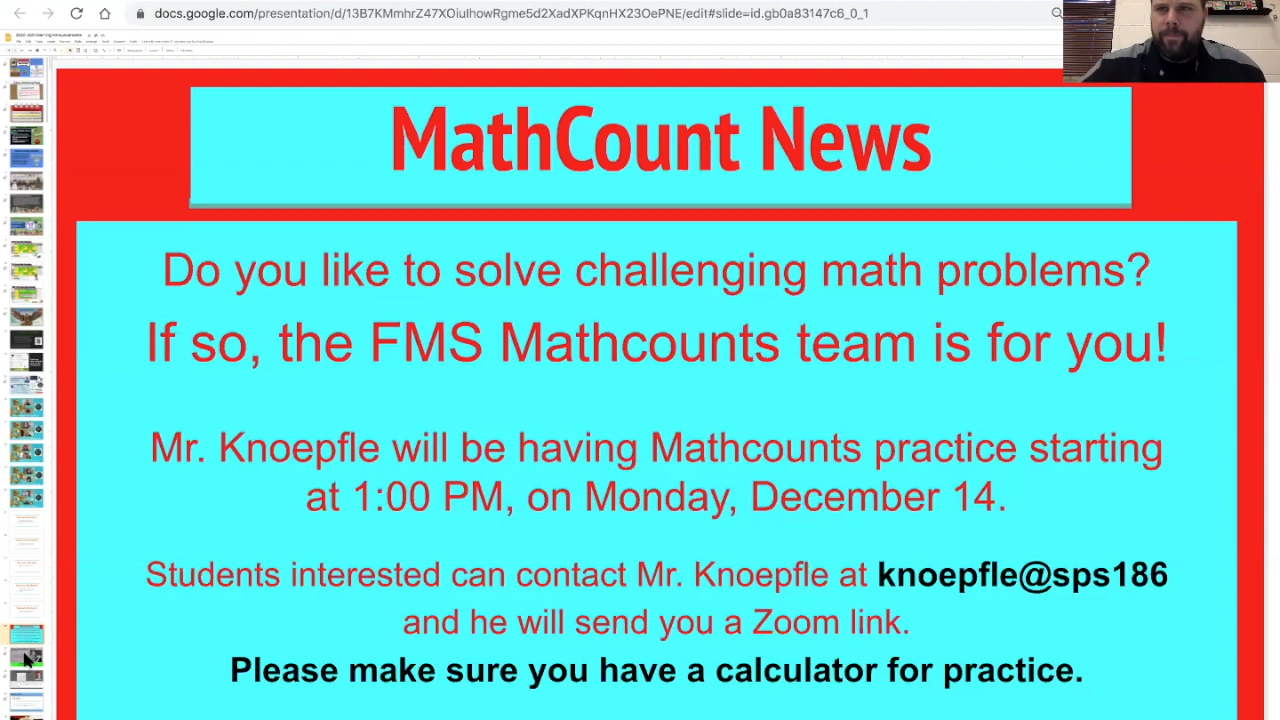 docs.google.com/presentation/d/13B7KMmhrZ47XOiulhowRgme5d2XadXPKqnHX23OePNE/edit#slide=id.gb0a83147c6_0_1
MathCount News
Do you like to solve challenging math problems?
If so, the FMS Mathcounts team is for you!
Mr. Knoepfle will be having Mathcounts practice starting
at 1:00 PM, on Monday, December 14.
Students interested can contact Mr. Knoepfle at knoepfle@sps186
and he will send you a Zoom link.
Please make sure you have a calculator for practice.